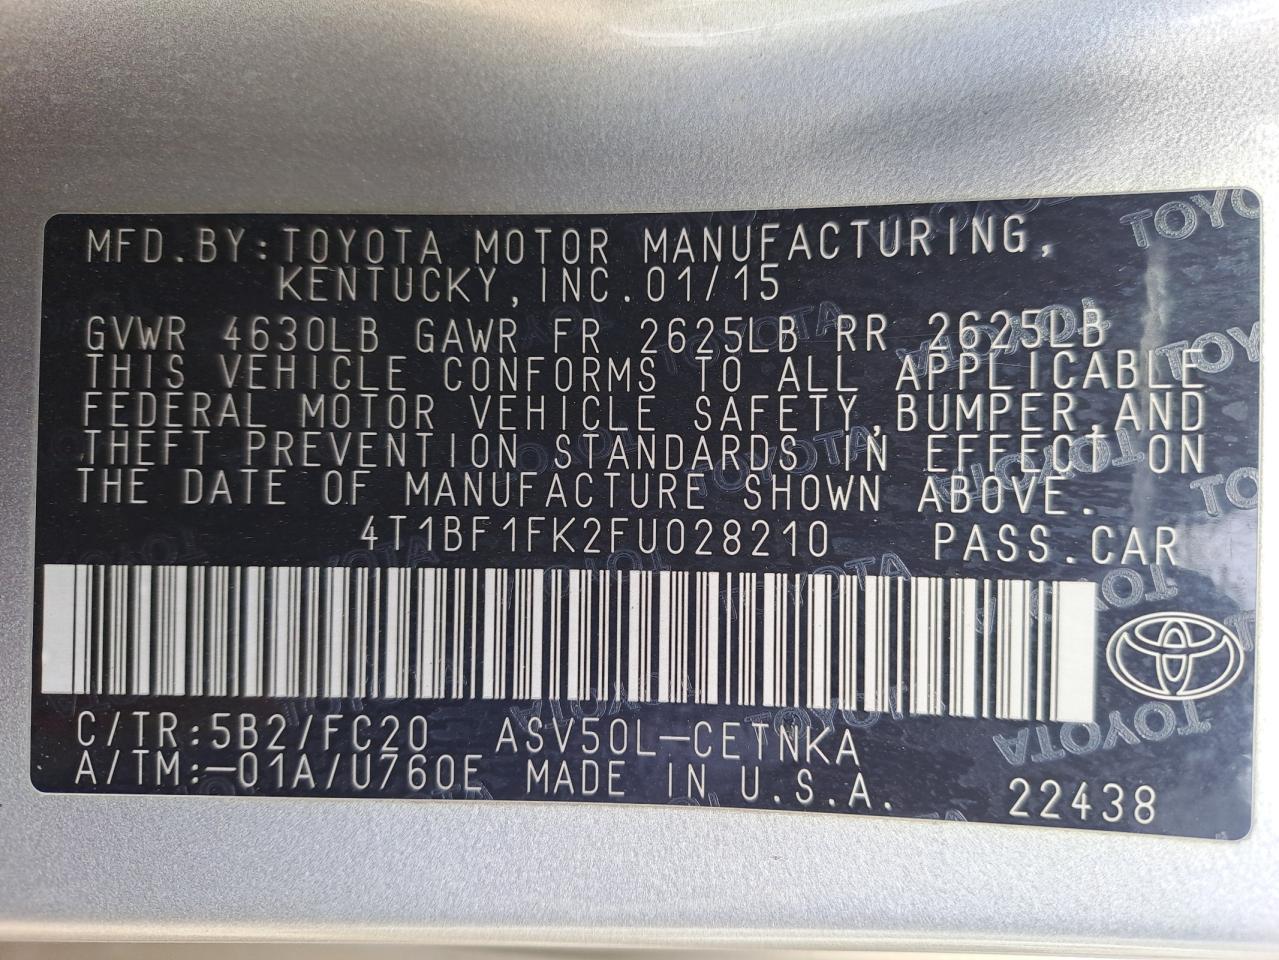 MFD.BY:TOYOTA MOTOR MANUFACTURING,
KENTUCKY,INC.01/15
GVWR 4630LB GAWR FR 2625LB RR 2625LB
THIS VEHICLE CONFORMS TO ALL APPLICABLE
FEDERAL MOTOR VEHICLE SAFETY,BUMPER,AND
THEFT PREVENTION STANDARDS IN EFFECT ON
THE DATE OF MANUFACTURE SHOWN ABOVE.
4T1BF1FK2FU028210 PASS.CAR
C/TR:5B2/FC20 ASV50L-CETNKA
A/TM:-01A/U760E MADE IN U.S.A. 22438